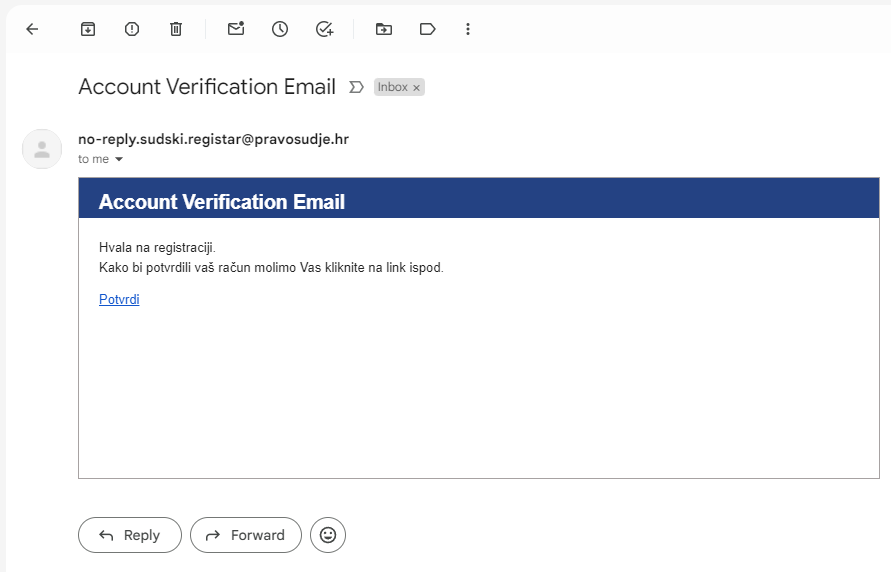 Account Verification Email
Inbox ×
no-reply.sudski.registar@pravosudje.hr
to me
Account Verification Email
Hvala na registraciji.
Kako bi potvrdili vaš račun molimo Vas kliknite na link ispod.
Potvrdi
Reply
Forward